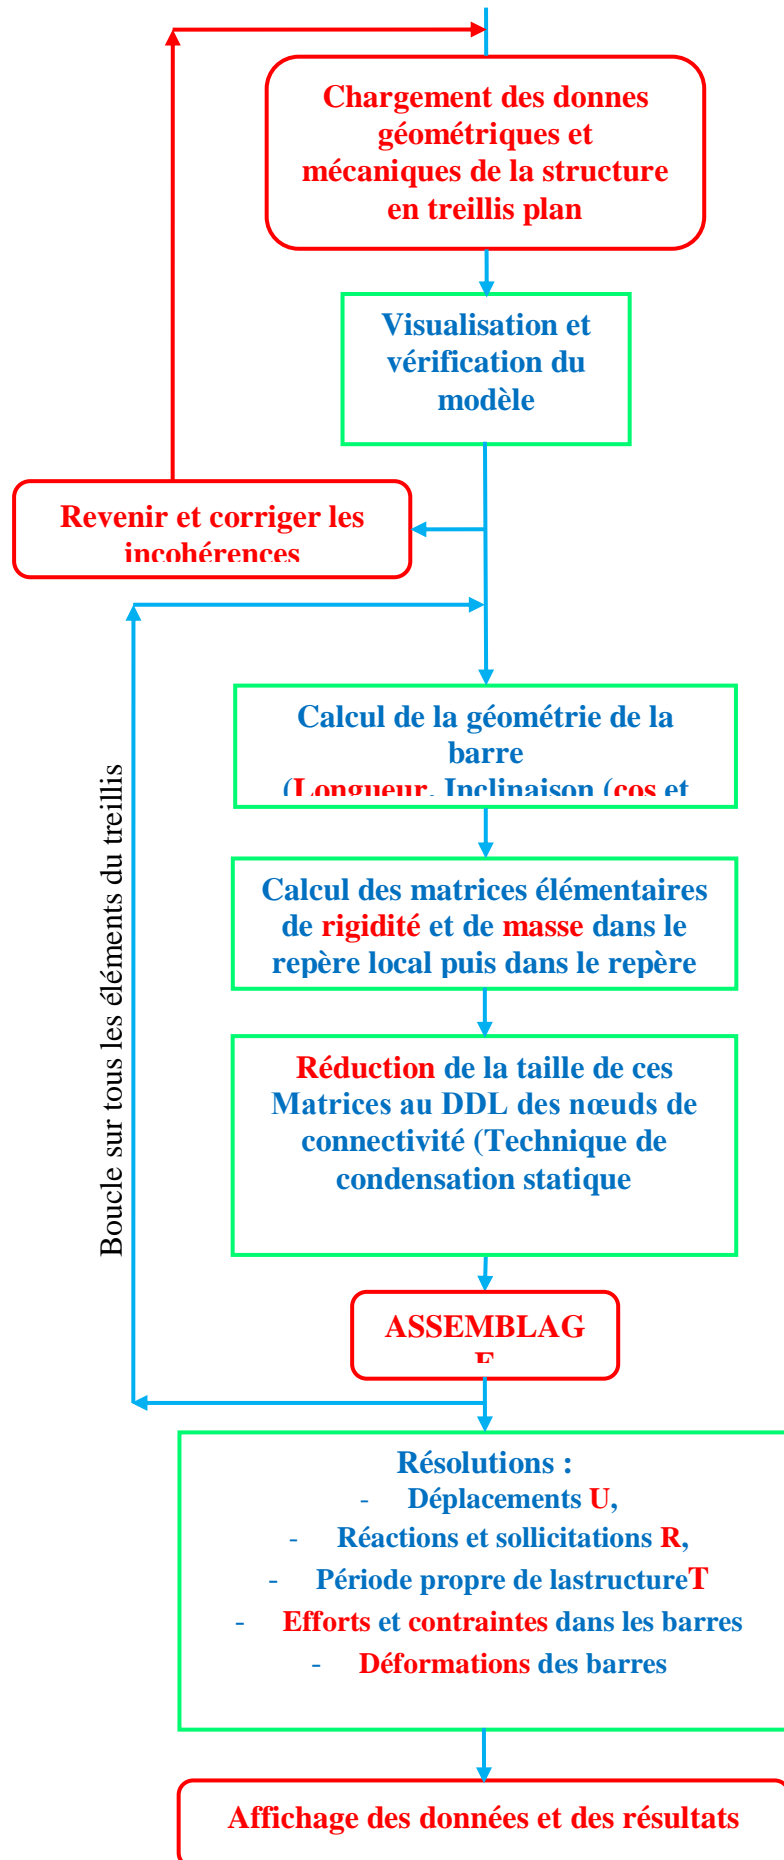 Chargement des donnes
géométriques et
mécaniques de la structure
en treillis plan
Visualisation et
vérification du
modèle
Revenir et corriger les
incohérences
Boucle sur tous les éléments du treillis
Calcul de la géométrie de la
barre
(Longueur, Inclinaison (cos et
Calcul des matrices élémentaires
de rigidité et de masse dans le
repère local puis dans le repère
Réduction de la taille de ces
Matrices au DDL des nœuds de
connectivité (Technique de
condensation statique
ASSEMBLAG
E
Résolutions :
- Déplacements U,
- Réactions et sollicitations R,
- Période propre de lastructureT
- Efforts et contraintes dans les barres
- Déformations des barres
Affichage des données et des résultats